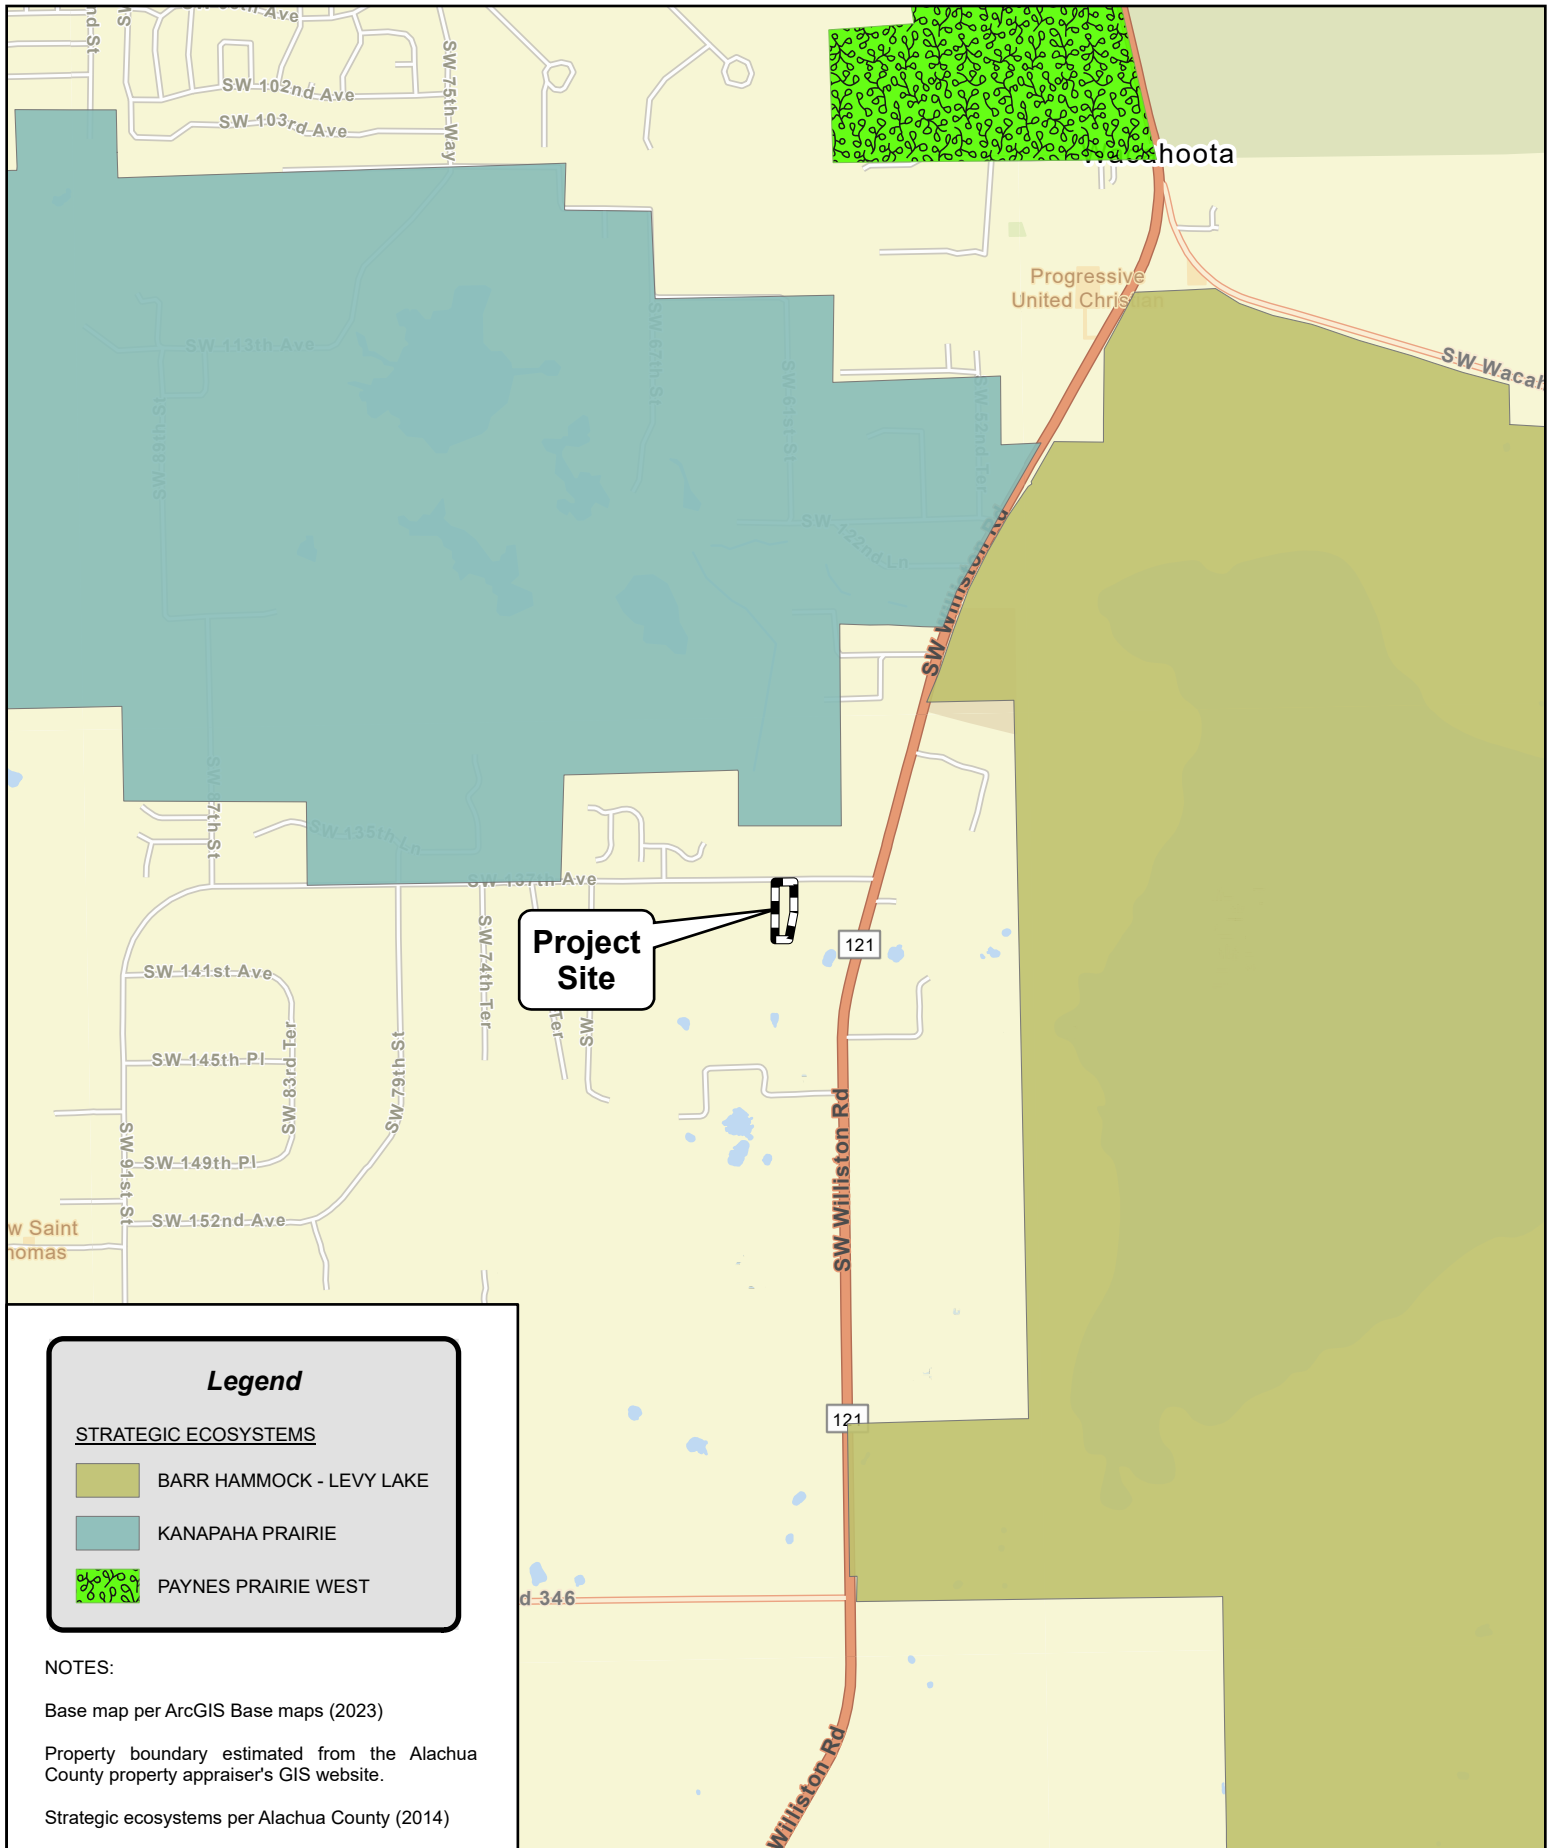 nd St
SW 102nd Ave
SW 103rd Ave
SW 75th Way
Progressive
United Christian
SW Wacah
SW 113th Ave
SW 67th St
SW 61st St
SW 52nd Ter
SW 89th St
SW 122nd Ln
SW Williston Rd
SW 87th St
SW 135th Ln
SW 137th Ave
Project
Site
121
SW 74th Ter
Ter
SW
SW 141st Ave
SW 145th Pl
SW 83rd Ter
SW 79th St
SW 149th Pl
SW 91st St
SW 152nd Ave
w Saint
homas
SW Williston Rd
121
d 346
Williston Rd
Legend
STRATEGIC ECOSYSTEMS
BARR HAMMOCK - LEVY LAKE
KANAPAHA PRAIRIE
PAYNES PRAIRIE WEST
NOTES:
Base map per ArcGIS Base maps (2023)
Property boundary estimated from the Alachua
County property appraiser's GIS website.
Strategic ecosystems per Alachua County (2014)